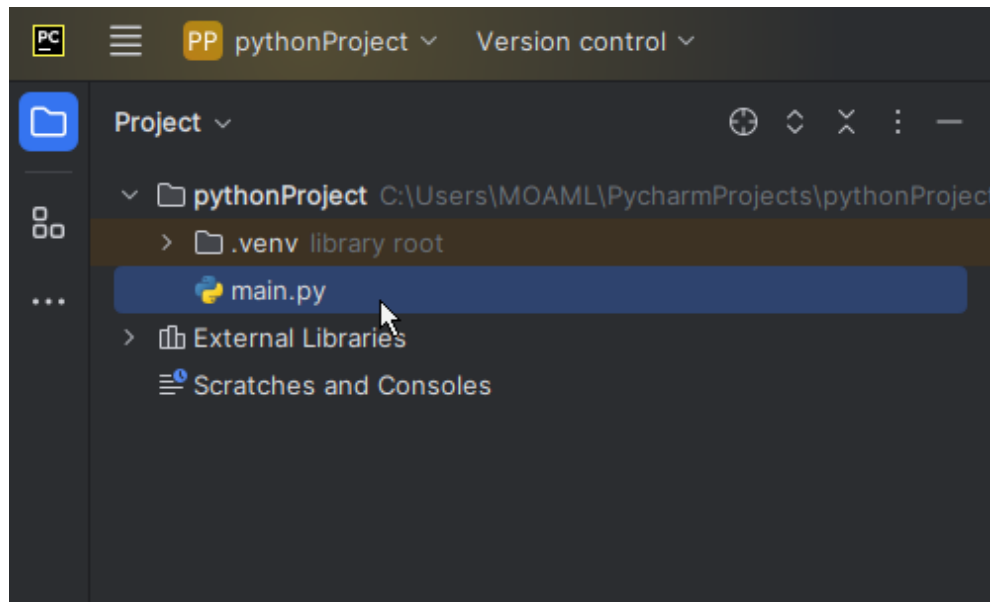 PC PP pythonProject Version control
Project
pythonProject C:\Users\MOAML\PycharmProjects\pythonProjec
.venv library root
main.py
External Libraries
Scratches and Consoles